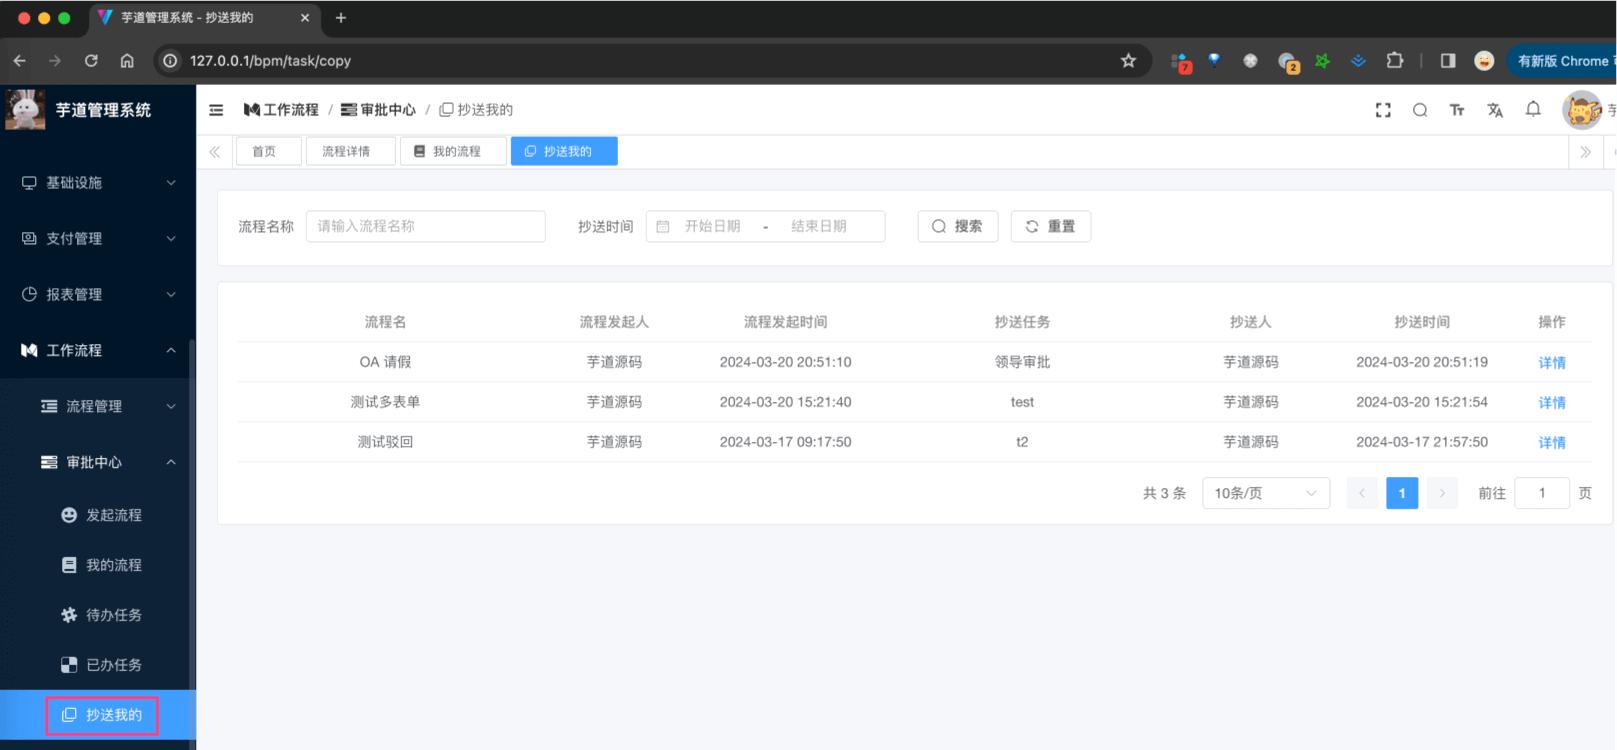 芋道管理系统 - 抄送我的
127.0.0.1/bpm/task/copy
7
2
有新版 Chrome
芋道管理系统
工作流程 / 审批中心 / 抄送我的
芋
首页
流程详情
我的流程
抄送我的
基础设施
支付管理
报表管理
工作流程
流程管理
审批中心
发起流程
我的流程
待办任务
已办任务
抄送我的
流程名称 请输入流程名称 抄送时间 开始日期 - 结束日期 搜索 重置
流程名 流程发起人 流程发起时间 抄送任务 抄送人 抄送时间 操作
OA 请假 芋道源码 2024-03-20 20:51:10 领导审批 芋道源码 2024-03-20 20:51:19 详情
测试多表单 芋道源码 2024-03-20 15:21:40 test 芋道源码 2024-03-20 15:21:54 详情
测试驳回 芋道源码 2024-03-17 09:17:50 t2 芋道源码 2024-03-17 21:57:50 详情
共 3 条 10条/页 1 前往 1 页